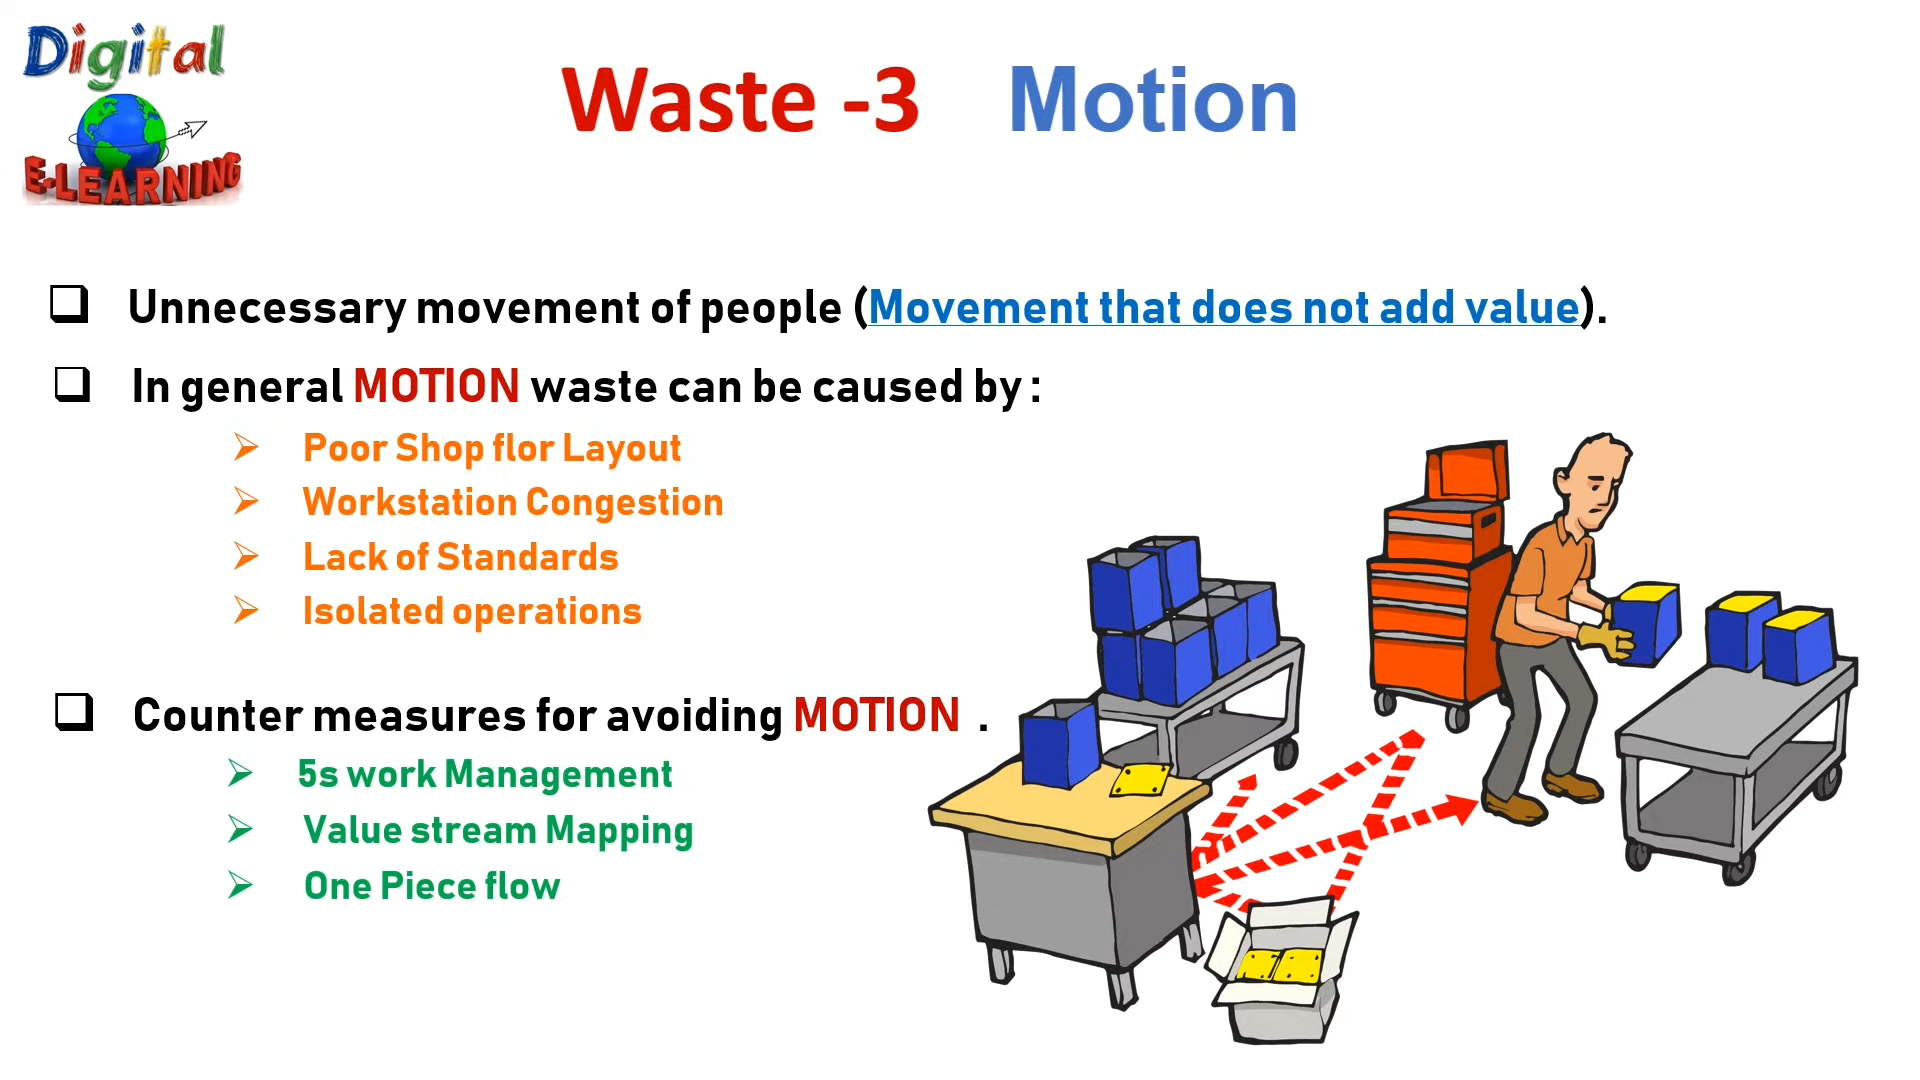 Digital
E-LEARNING
Waste -3 Motion
Unnecessary movement of people (Movement that does not add value).
In general MOTION waste can be caused by :
Poor Shop flor Layout
Workstation Congestion
Lack of Standards
Isolated operations
Counter measures for avoiding MOTION .
5s work Management
Value stream Mapping
One Piece flow